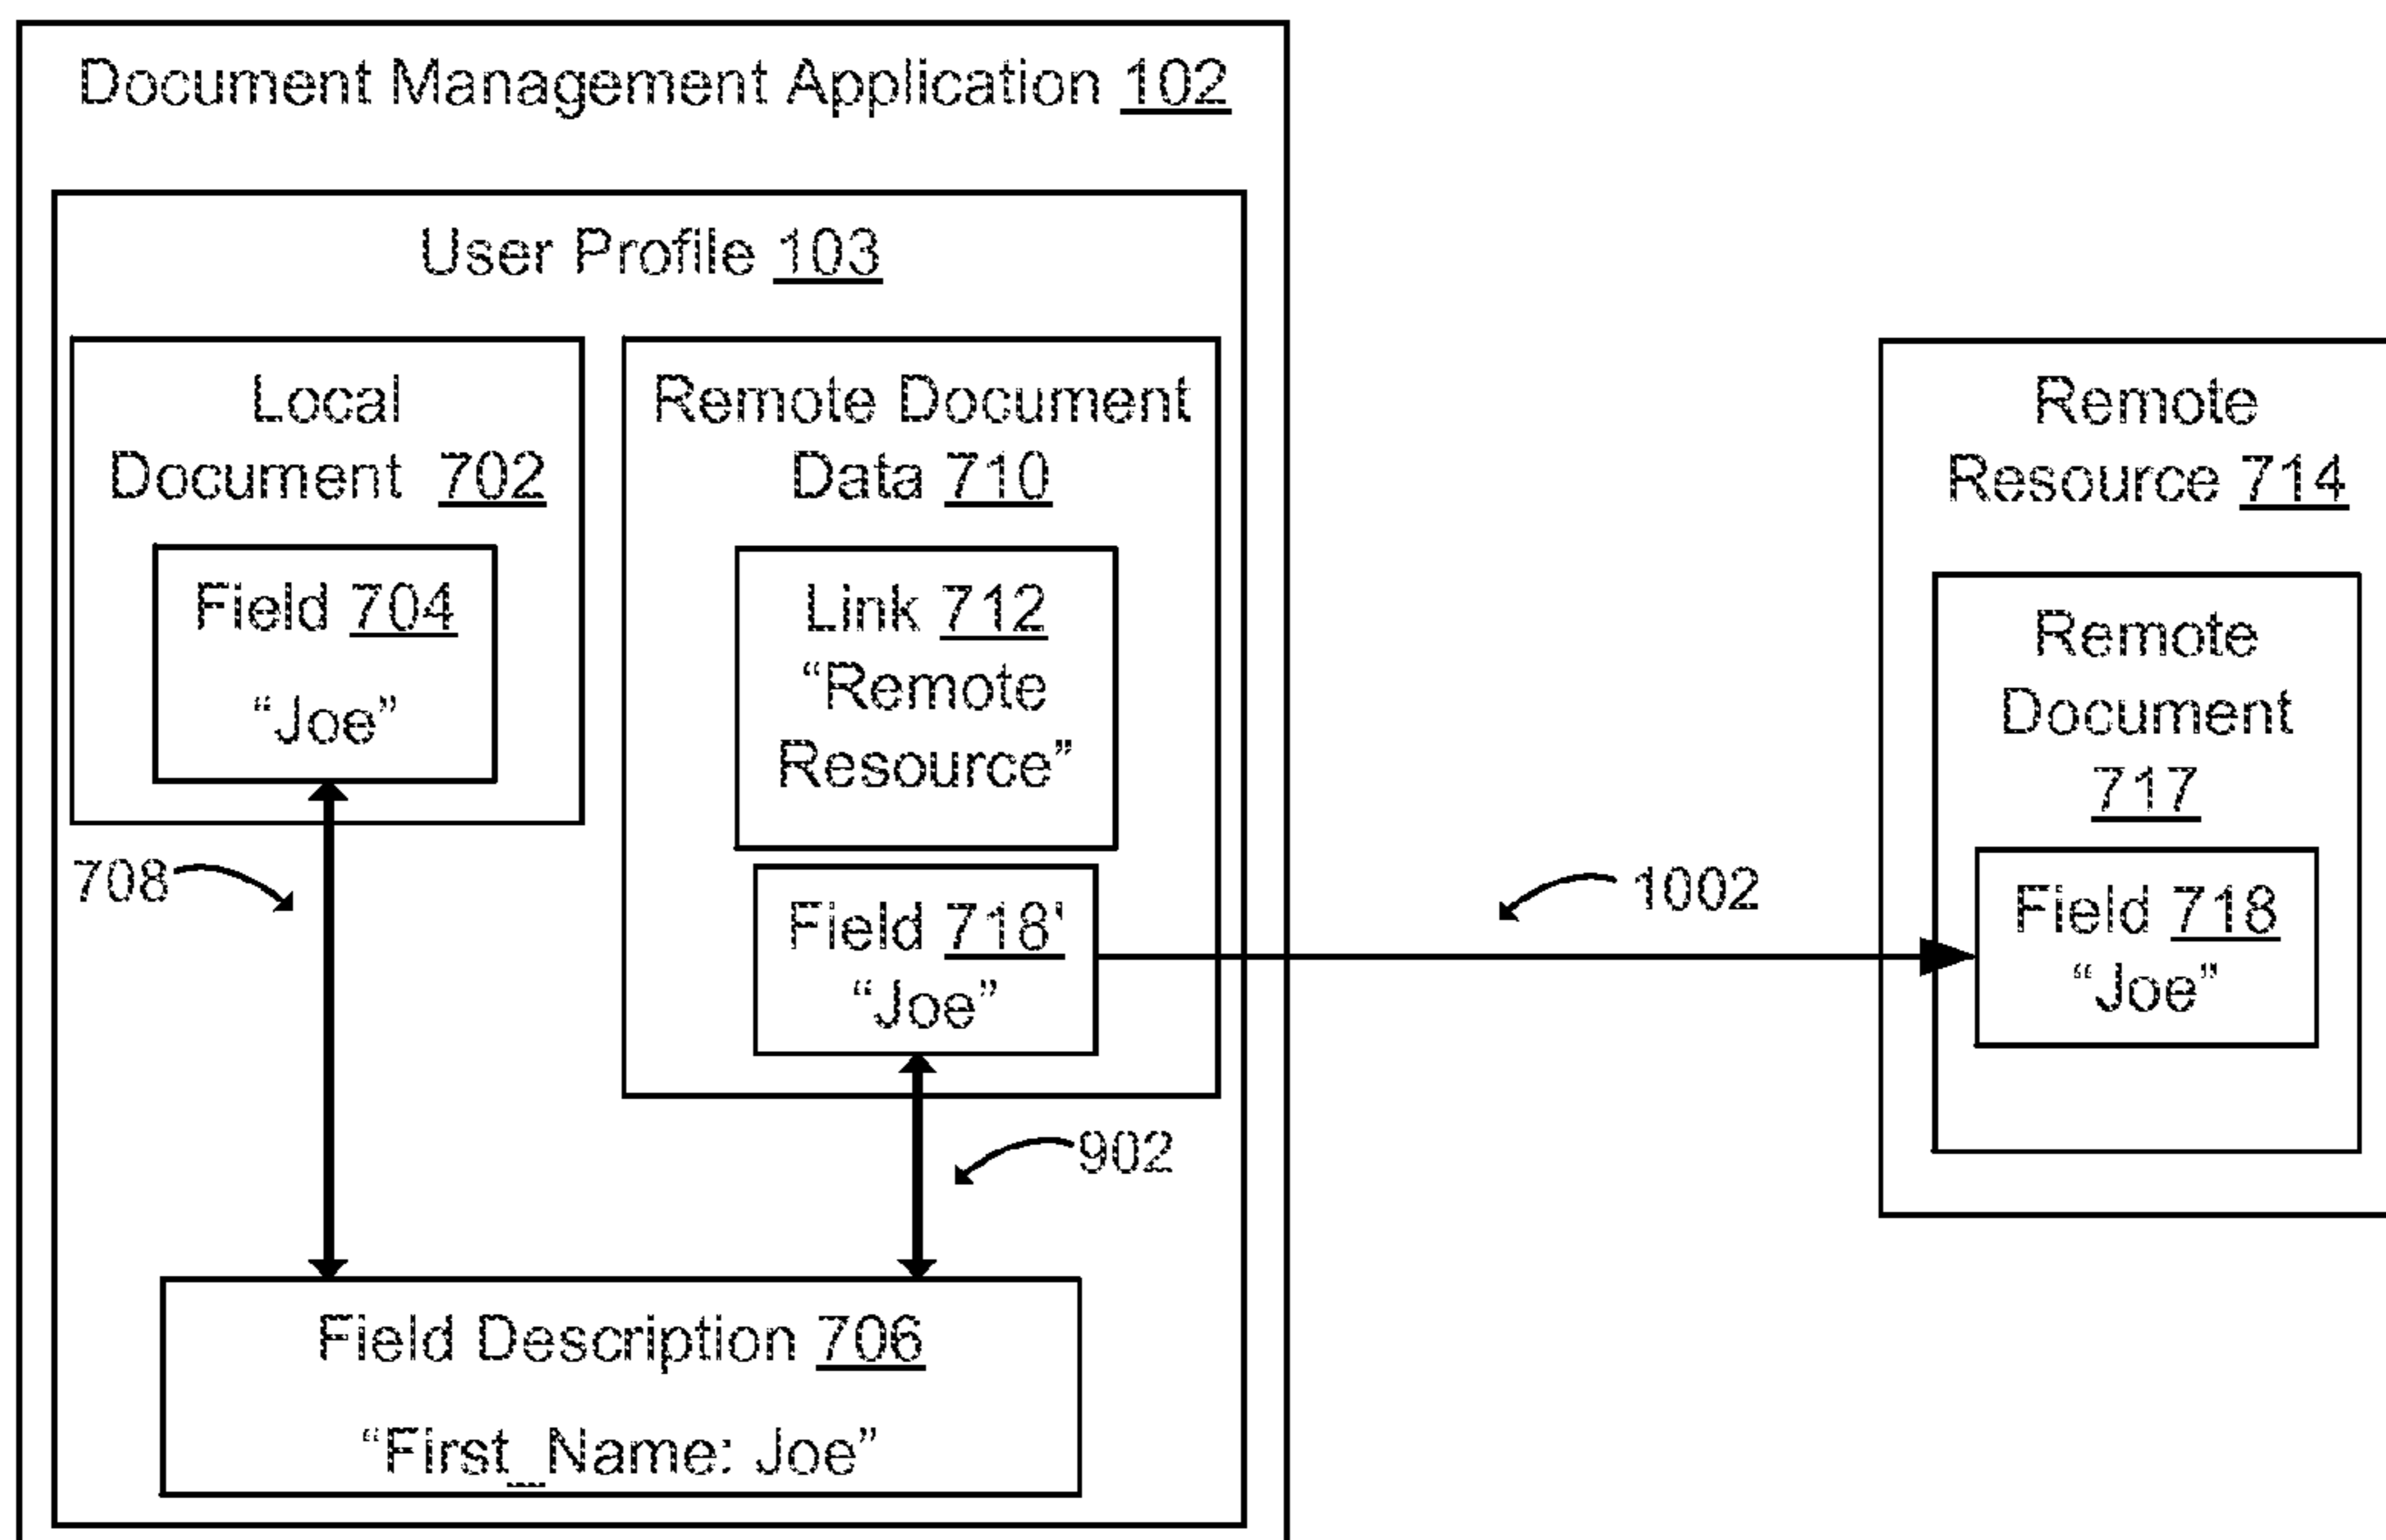 Document Management Application 102
User Profile 103
Local
Document 702
Field 704
“Joe”
708
Remote Document
Data 710
Link 712
“Remote
Resource”
Field 718'
“Joe”
902
Field Description 706
“First_Name: Joe”
1002
Remote
Resource 714
Remote
Document
717
Field 718
“Joe”